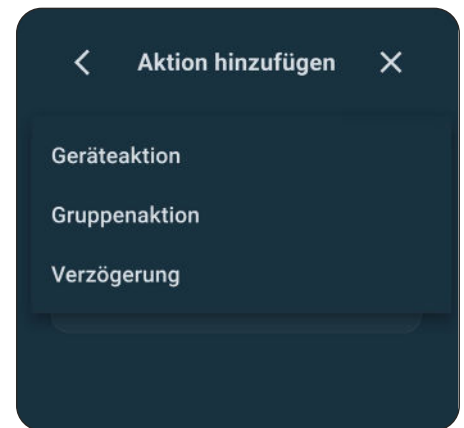 Aktion hinzufügen
Geräteaktion
Gruppenaktion
Verzögerung